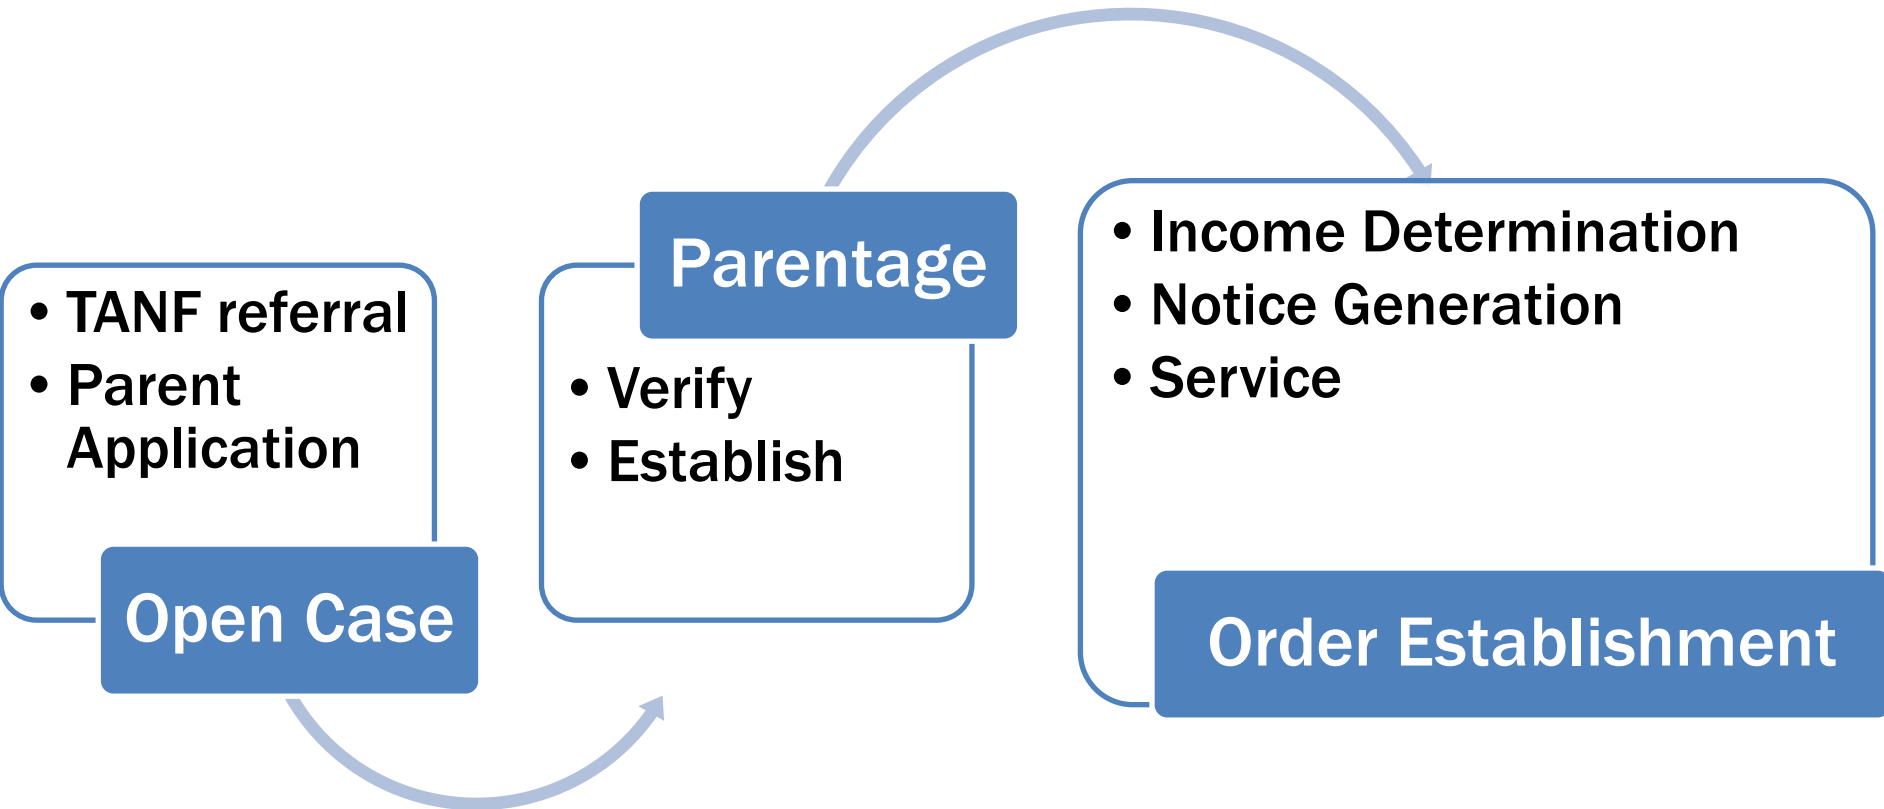 • TANF referral
• Parent
Application
Open Case
Parentage
• Verify
• Establish
• Income Determination
• Notice Generation
• Service
Order Establishment